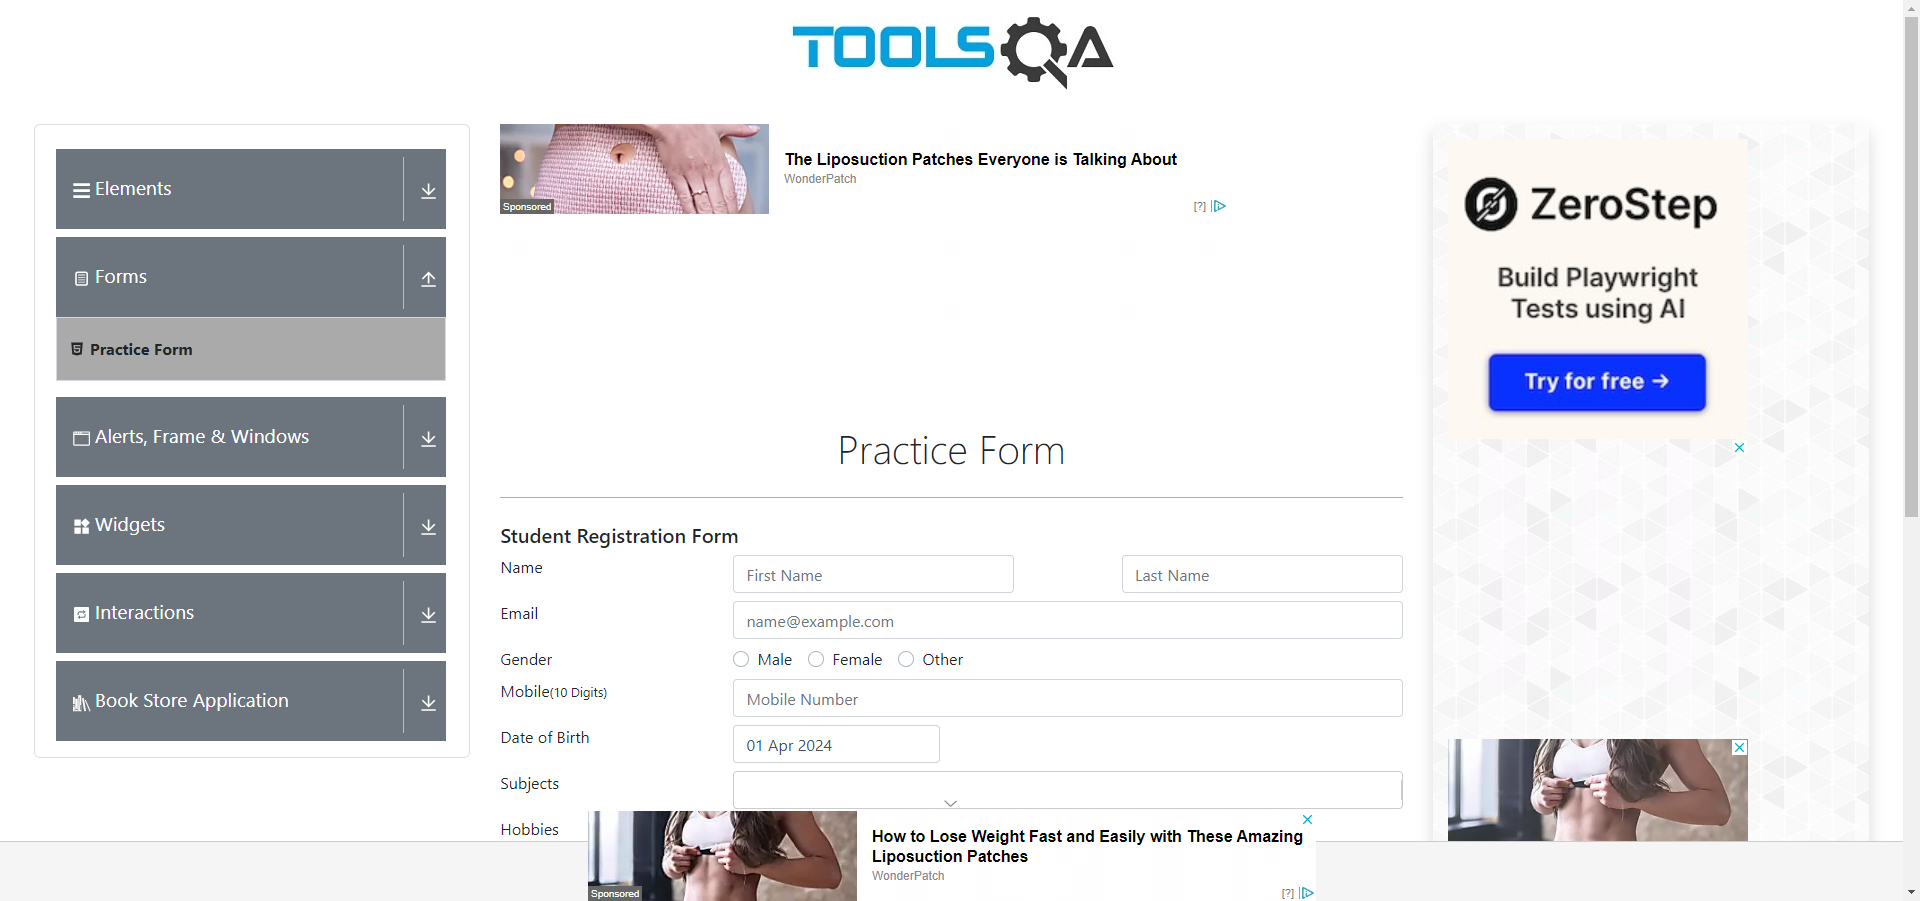 TOOLSQA
Elements
Forms
Practice Form
Alerts, Frame & Windows
Widgets
Interactions
Book Store Application
Sponsored
The Liposuction Patches Everyone is Talking About
WonderPatch
[?]
Practice Form
Student Registration Form
Name
First Name
Last Name
Email
name@example.com
Gender
Male
Female
Other
Mobile(10 Digits)
Mobile Number
Date of Birth
01 Apr 2024
Subjects
Hobbies
ZeroStep
Build Playwright
Tests using AI
Try for free →
Sponsored
How to Lose Weight Fast and Easily with These Amazing
Liposuction Patches
WonderPatch
[?]